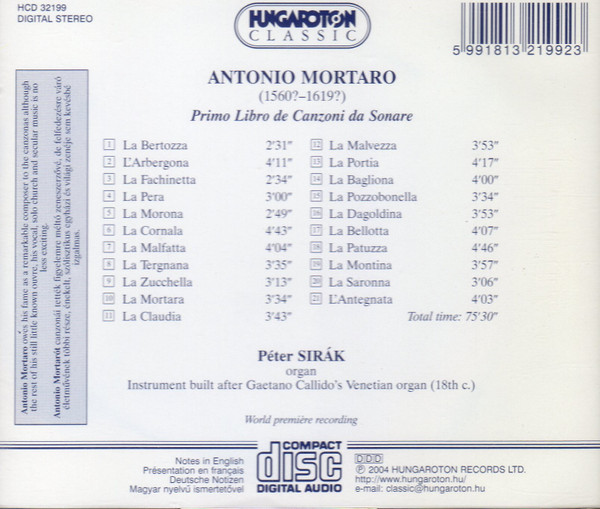 HCD 32199
DIGITAL STEREO
HUNGAROTON
CLASSIC
5 991813 219923
ANTONIO MORTARO
(1560?–1619?)
Primo Libro de Canzoni da Sonare
1 La Bertozza 2'31"
2 L'Arbergona 4'11"
3 La Fachinetta 2'34"
4 La Pera 3'00"
5 La Morona 2'49"
6 La Cornala 4'43"
7 La Malfatta 4'04"
8 La Tergnana 3'35"
9 La Zucchella 3'13"
10 La Mortara 3'34"
11 La Claudia 3'43"
12 La Malvezza 3'53"
13 La Portia 4'17"
14 La Bagliona 4'00"
15 La Pozzobonella 3'34"
16 La Dagoldina 3'53"
17 La Bellotta 4'07"
18 La Patuzza 4'46"
19 La Montina 3'57"
20 La Saronna 3'06"
21 L'Antegnata 4'03"
Total time: 75'30"
Antonio Mortaro owes his fame as a remarkable composer to the canzonas although
the rest of his still little known ouvre, his vocal, solo church and secular music is no
less exciting.
Antonio Mortarót canzonái tették figyelemre méltó zeneszerzővé, de felfedezésre váró
életművének többi része, énekelt, szólisztikus egyházi és világi zenéje sem kevésbé
izgalmas.
Péter SIRÁK
organ
Instrument built after Gaetano Callido's Venetian organ (18th c.)
World première recording
Notes in English
Présentation en français
Deutsche Notizen
Magyar nyelvű ismertetővel
COMPACT
disc
DIGITAL AUDIO
DDD
℗ 2004 HUNGAROTON RECORDS LTD.
http://www.hungaroton.hu/
e-mail: classic@hungaroton.hu